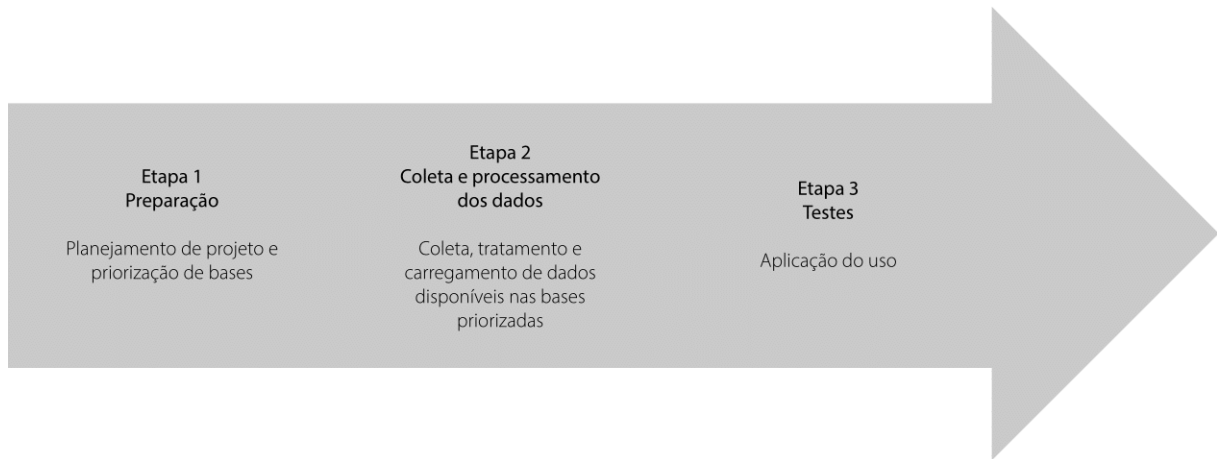 Etapa 1
Preparação
Planejamento de projeto e
priorização de bases
Etapa 2
Coleta e processamento
dos dados
Coleta, tratamento e
carregamento de dados
disponíveis nas bases
priorizadas
Etapa 3
Testes
Aplicação do uso